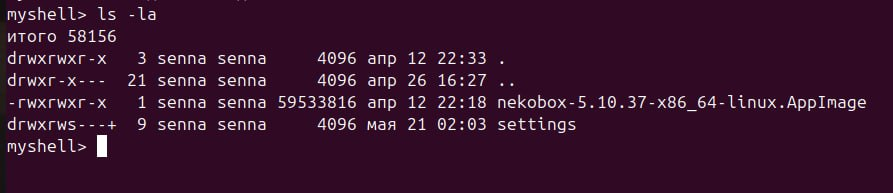 myshell> ls -la
итого 58156
drwxrwxr-x   3 senna senna     4096 апр 12 22:33 .
drwxr-x---  21 senna senna     4096 апр 26 16:27 ..
-rwxrwxr-x   1 senna senna 59533816 апр 12 22:18 nekobox-5.10.37-x86_64-linux.AppImage
drwxrws---+  9 senna senna     4096 мая 21 02:03 settings
myshell>